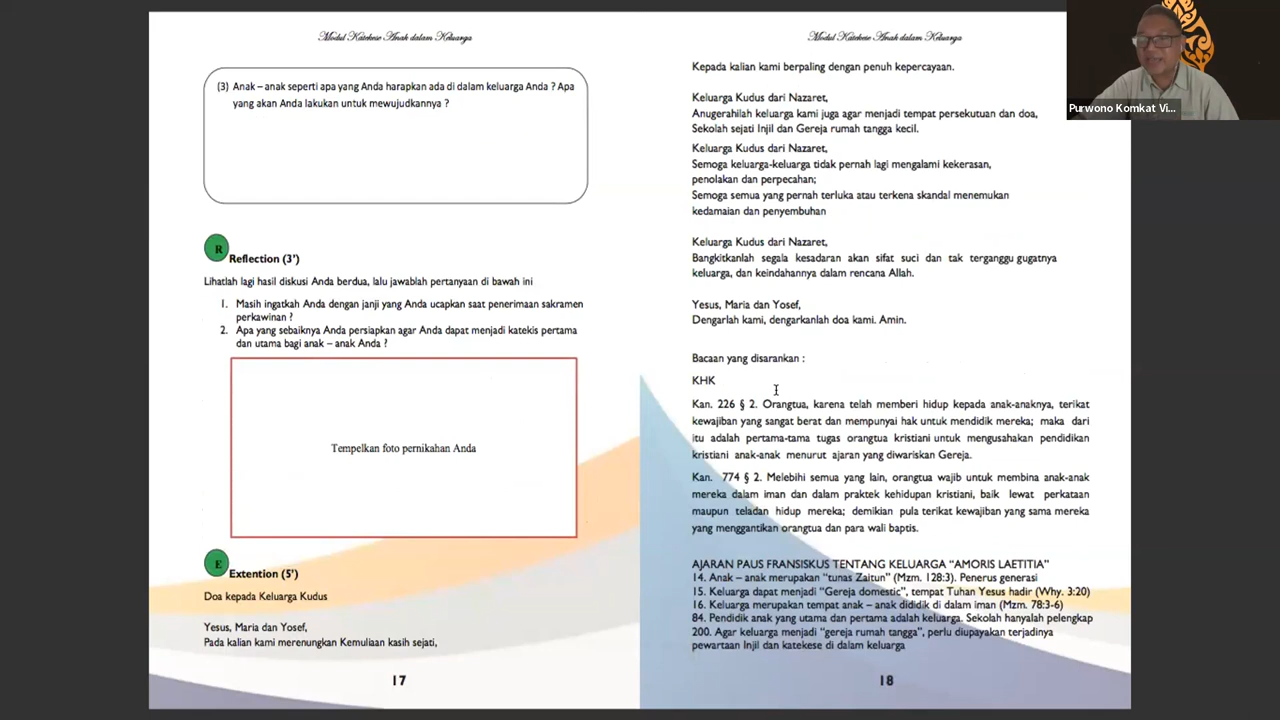 Modul Katekese Anak dalam Keluarga
(3) Anak – anak seperti apa yang Anda harapkan ada di dalam keluarga Anda ? Apa
yang akan Anda lakukan untuk mewujudkannya ?
R
Reflection (3’)
Lihatlah lagi hasil diskusi Anda berdua, lalu jawablah pertanyaan di bawah ini
1. Masih ingatkah Anda dengan janji yang Anda ucapkan saat penerimaan sakramen
perkawinan ?
2. Apa yang sebaiknya Anda persiapkan agar Anda dapat menjadi katekis pertama
dan utama bagi anak – anak Anda ?
Tempelkan foto pernikahan Anda
E
Extention (5’)
Doa kepada Keluarga Kudus
Yesus, Maria dan Yosef,
Pada kalian kami merenungkan Kemuliaan kasih sejati,
17
Modul Katekese Anak dalam Keluarga
Kepada kalian kami berpaling dengan penuh kepercayaan.
Keluarga Kudus dari Nazaret,
Anugerahilah keluarga kami juga agar menjadi tempat persekutuan dan doa,
Sekolah sejati Injil dan Gereja rumah tangga kecil.
Keluarga Kudus dari Nazaret,
Semoga keluarga-keluarga tidak pernah lagi mengalami kekerasan,
penolakan dan perpecahan;
Semoga semua yang pernah terluka atau terkena skandal menemukan
kedamaian dan penyembuhan
Keluarga Kudus dari Nazaret,
Bangkitkanlah segala kesadaran akan sifat suci dan tak terganggu gugatnya
keluarga, dan keindahannya dalam rencana Allah.
Yesus, Maria dan Yosef,
Dengarlah kami, dengarkanlah doa kami. Amin.
Bacaan yang disarankan :
KHK
Kan. 226 § 2. Orangtua, karena telah memberi hidup kepada anak-anaknya, terikat
kewajiban yang sangat berat dan mempunyai hak untuk mendidik mereka; maka dari
itu adalah pertama-tama tugas orangtua kristiani untuk mengusahakan pendidikan
kristiani anak-anak menurut ajaran yang diwariskan Gereja.
Kan. 774 § 2. Melebihi semua yang lain, orangtua wajib untuk membina anak-anak
mereka dalam iman dan dalam praktek kehidupan kristiani, baik lewat perkataan
maupun teladan hidup mereka; demikian pula terikat kewajiban yang sama mereka
yang menggantikan orangtua dan para wali baptis.
AJARAN PAUS FRANSISKUS TENTANG KELUARGA “AMORIS LAETITIA”
14. Anak – anak merupakan “tunas Zaitun” (Mzm. 128:3). Penerus generasi
15. Keluarga dapat menjadi “Gereja domestic”, tempat Tuhan Yesus hadir (Why. 3:20)
16. Keluarga merupakan tempat anak – anak dididik di dalam iman (Mzm. 78:3-6)
84. Pendidik anak yang utama dan pertama adalah keluarga. Sekolah hanyalah pelengkap
200. Agar keluarga menjadi “gereja rumah tangga”, perlu diupayakan terjadinya
pewartaan Injil dan katekese di dalam keluarga
18
Purwono Komkat Vi...